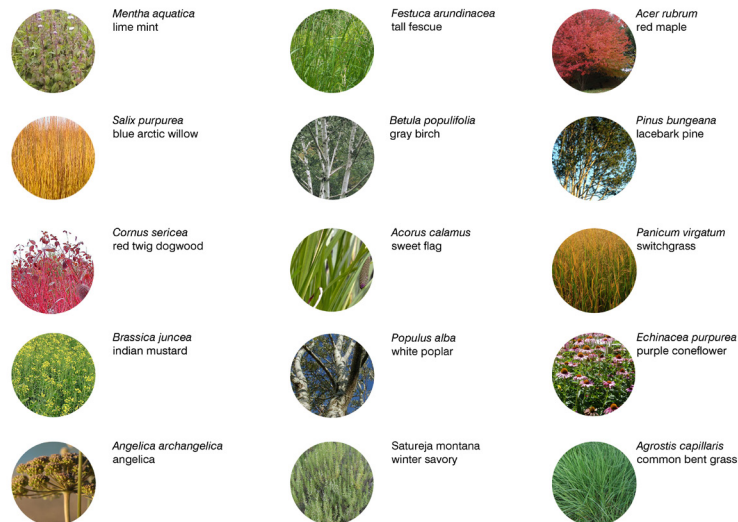 Mentha aquatica
lime mint
Festuca arundinacea
tall fescue
Acer rubrum
red maple
Salix purpurea
blue arctic willow
Betula populifolia
gray birch
Pinus bungeana
lacebark pine
Cornus sericea
red twig dogwood
Acorus calamus
sweet flag
Panicum virgatum
switchgrass
Brassica juncea
indian mustard
Populus alba
white poplar
Echinacea purpurea
purple coneflower
Angelica archangelica
angelica
Satureja montana
winter savory
Agrostis capillaris
common bent grass